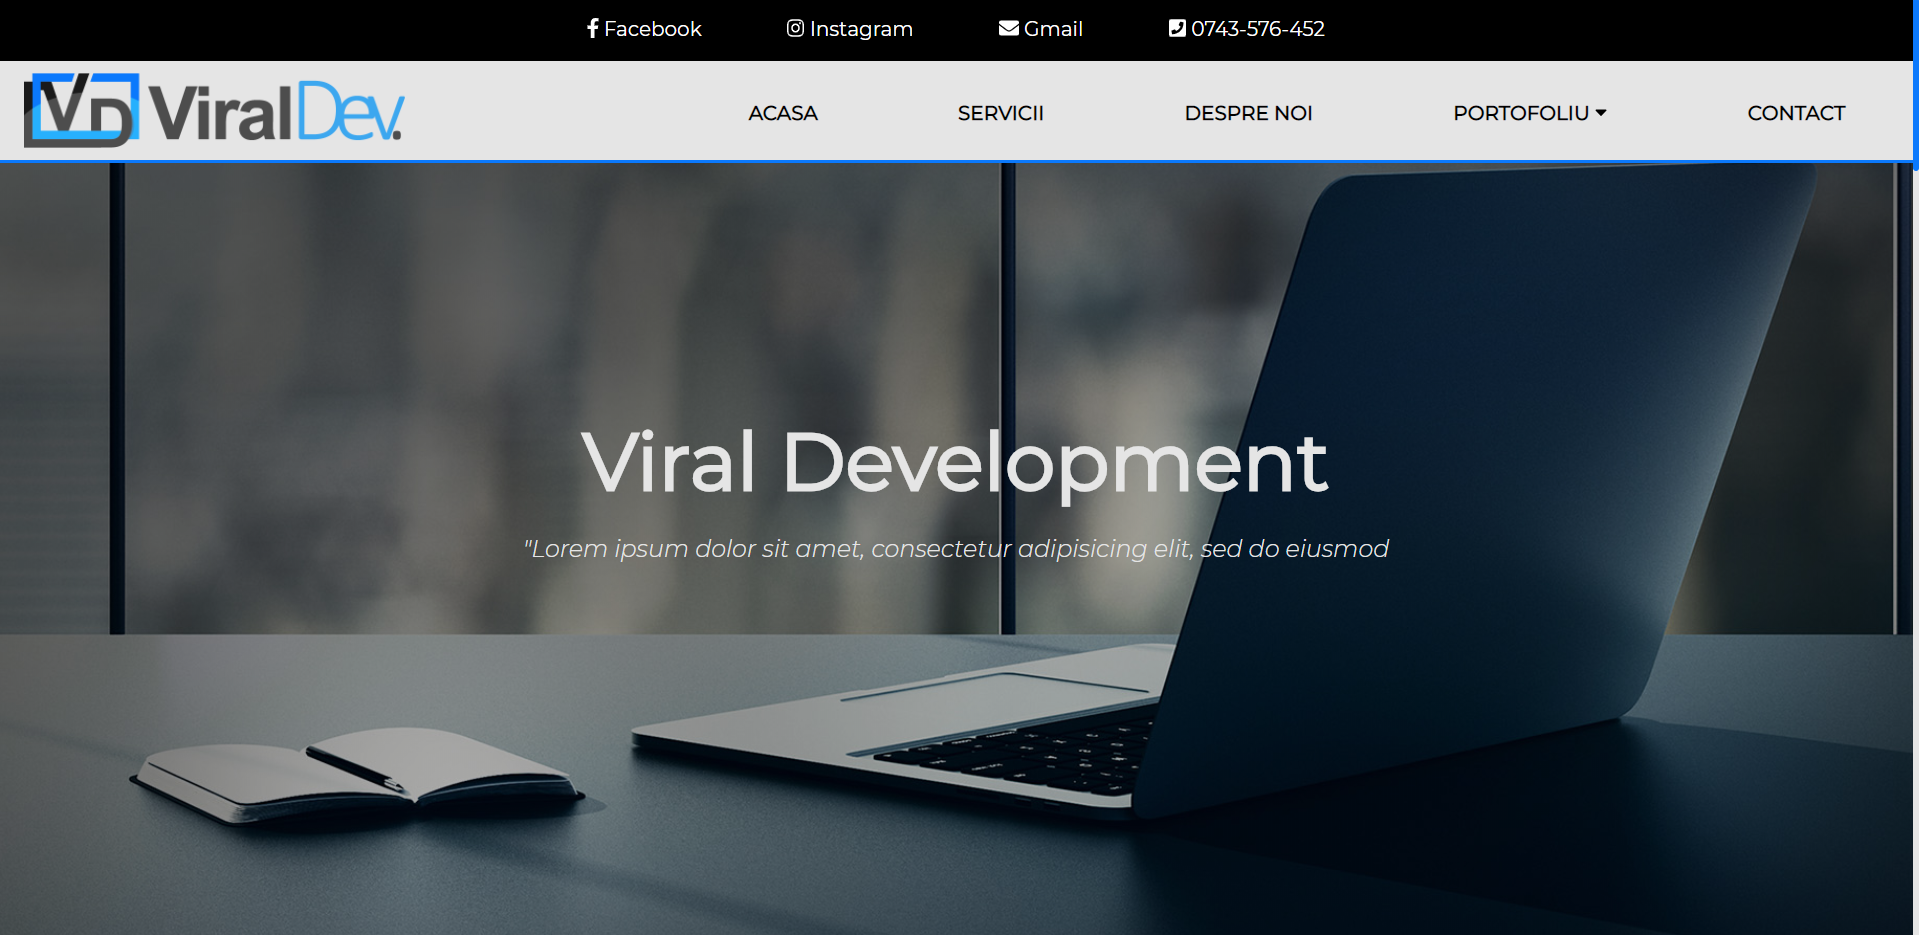 Facebook Instagram Gmail 0743-576-452
VD ViralDev. ACASA SERVICII DESPRE NOI PORTOFOLIU CONTACT
Viral Development
"Lorem ipsum dolor sit amet, consectetur adipisicing elit, sed do eiusmod